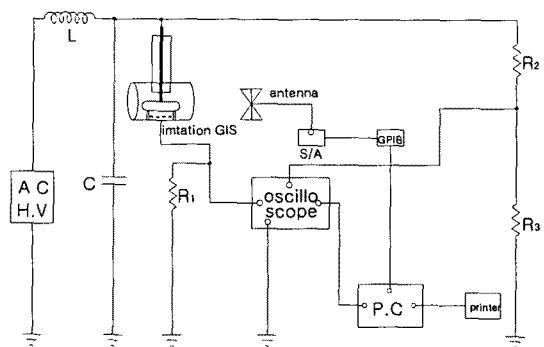 L
R2
antenna
imtation GIS
S/A
GPIB
A C
H.V
C
R1
oscillo
scope
R3
P.C
printer